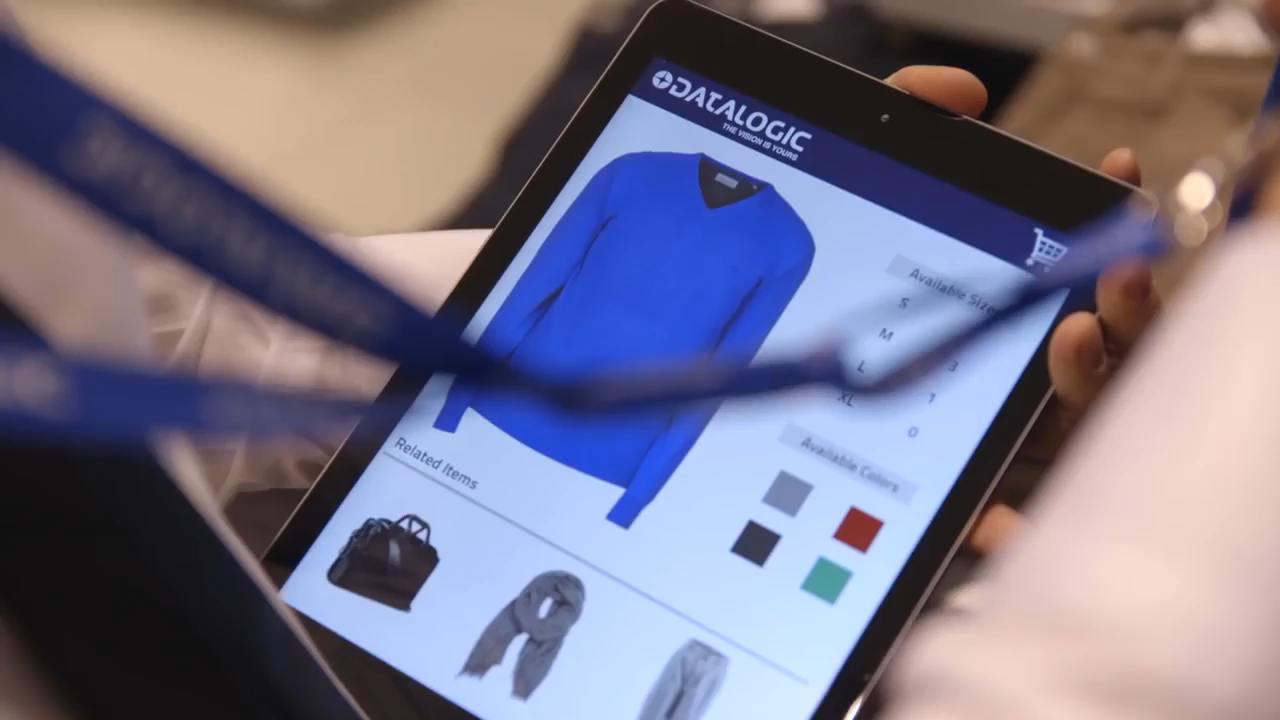 DATALOGIC
THE VISION IS YOURS
Available Sizes
S
M
L 3
XL 1
0
Available Colors
Related Items